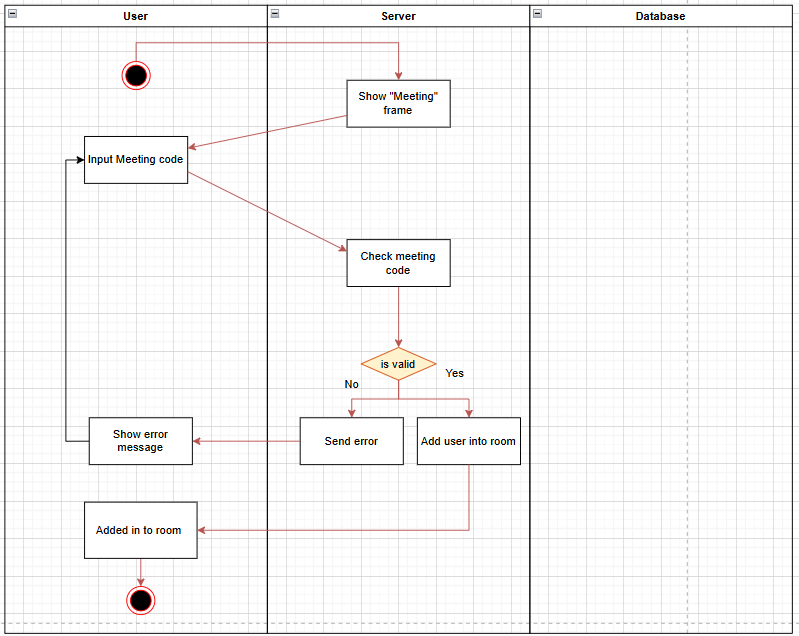 User
Server
Database
Show "Meeting"
frame
Input Meeting code
Check meeting
code
is valid
No
Yes
Show error
message
Send error
Add user into room
Added in to room